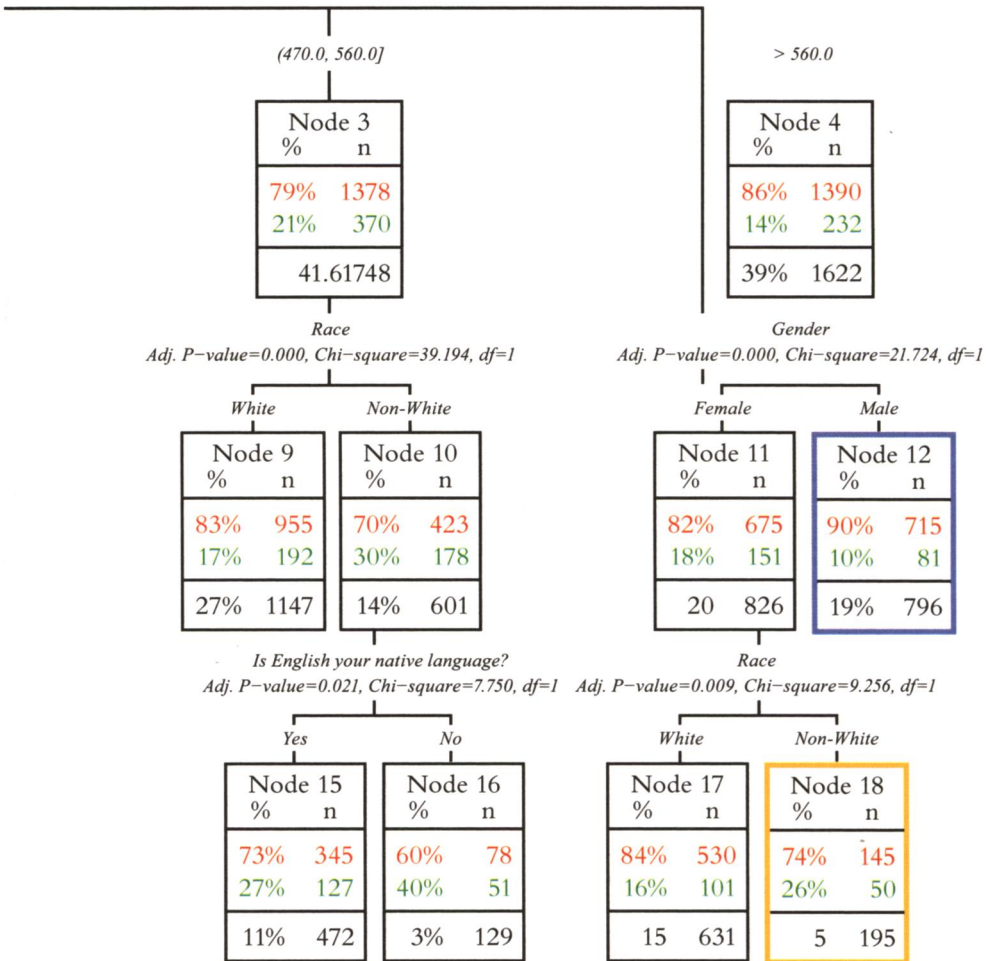 (470.0, 560.0]
> 560.0
Node 3
% n
79% 1378
21% 370
41.61748
Node 4
% n
86% 1390
14% 232
39% 1622
Race
Adj. P−value=0.000, Chi−square=39.194, df=1
Gender
Adj. P−value=0.000, Chi−square=21.724, df=1
White
Non-White
Female
Male
Node 9
% n
83% 955
17% 192
27% 1147
Node 10
% n
70% 423
30% 178
14% 601
Node 11
% n
82% 675
18% 151
20 826
Node 12
% n
90% 715
10% 81
19% 796
Is English your native language?
Adj. P−value=0.021, Chi−square=7.750, df=1
Race
Adj. P−value=0.009, Chi−square=9.256, df=1
Yes
No
White
Non-White
Node 15
% n
73% 345
27% 127
11% 472
Node 16
% n
60% 78
40% 51
3% 129
Node 17
% n
84% 530
16% 101
15 631
Node 18
% n
74% 145
26% 50
5 195